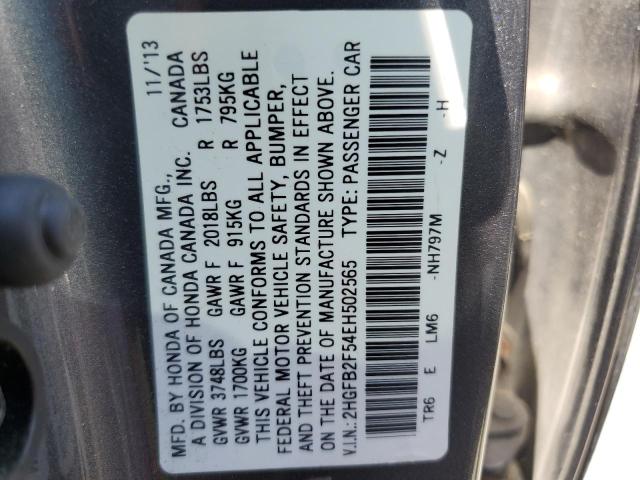 MFD. BY HONDA OF CANADA MFG., 11/'13
A DIVISION OF HONDA CANADA INC. CANADA
GVWR 3748LBS GAWR F 2018LBS R 1753LBS
GVWR 1700KG GAWR F 915KG R 795KG
THIS VEHICLE CONFORMS TO ALL APPLICABLE
FEDERAL MOTOR VEHICLE SAFETY, BUMPER,
AND THEFT PREVENTION STANDARDS IN EFFECT
ON THE DATE OF MANUFACTURE SHOWN ABOVE.
V.I.N.: 2HGFB2F54EH502565 TYPE: PASSENGER CAR
TR6 E LM6 -NH797M -Z -H